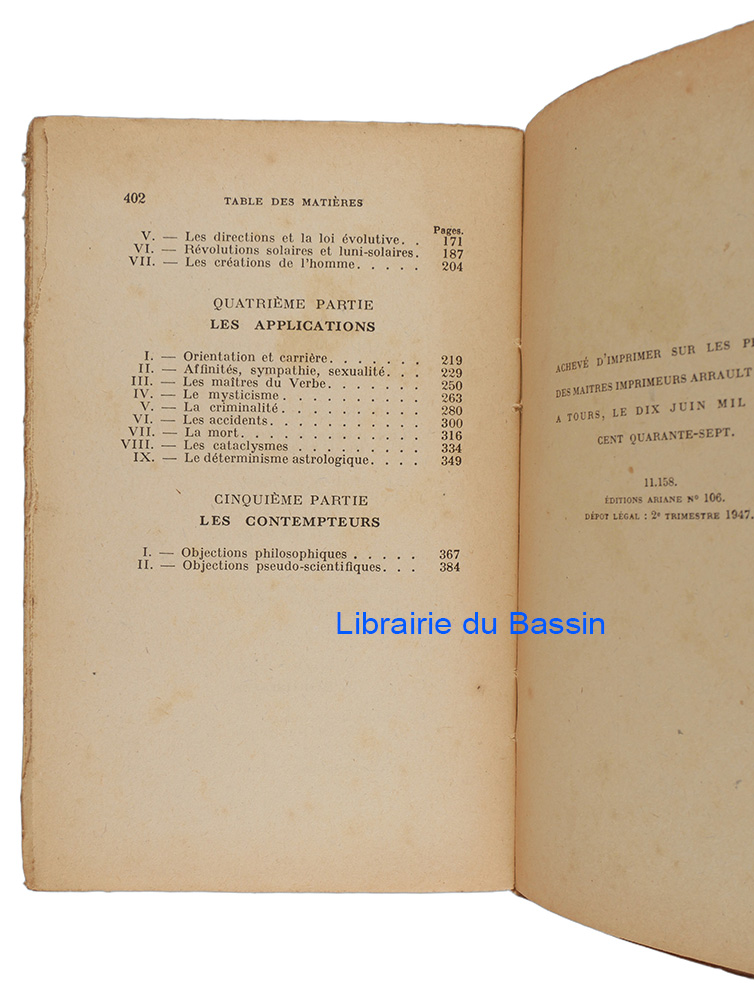 402 TABLE DES MATIÈRES
Pages.
V. — Les directions et la loi évolutive. . 171
VI. — Révolutions solaires et luni-solaires. 187
VII. — Les créations de l'homme. . . . . 204
QUATRIÈME PARTIE
LES APPLICATIONS
I. — Orientation et carrière. . . . . . . . 219
II. — Affinités, sympathie, sexualité. . . 229
III. — Les maîtres du Verbe. . . . . . . 250
IV. — Le mysticisme . . . . . . . . . . 263
V. — La criminalité . . . . . . . . . . 280
VI. — Les accidents. . . . . . . . . . . 300
VII. — La mort. . . . . . . . . . . . . 316
VIII. — Les cataclysmes. . . . . . . . . 334
IX. — Le déterminisme astrologique. . . . 349
CINQUIÈME PARTIE
LES CONTEMPTEURS
I. — Objections philosophiques . . . . . 367
II. — Objections pseudo-scientifiques. . . 384
ACHEVÉ D'IMPRIMER SUR LES
DES MAITRES IMPRIMEURS ARRAULT
A TOURS, LE DIX JUIN MIL
CENT QUARANTE-SEPT.
11.158.
ÉDITIONS ARIANE N° 106.
DÉPOT LÉGAL : 2e TRIMESTRE 1947.
Librairie du Bassin